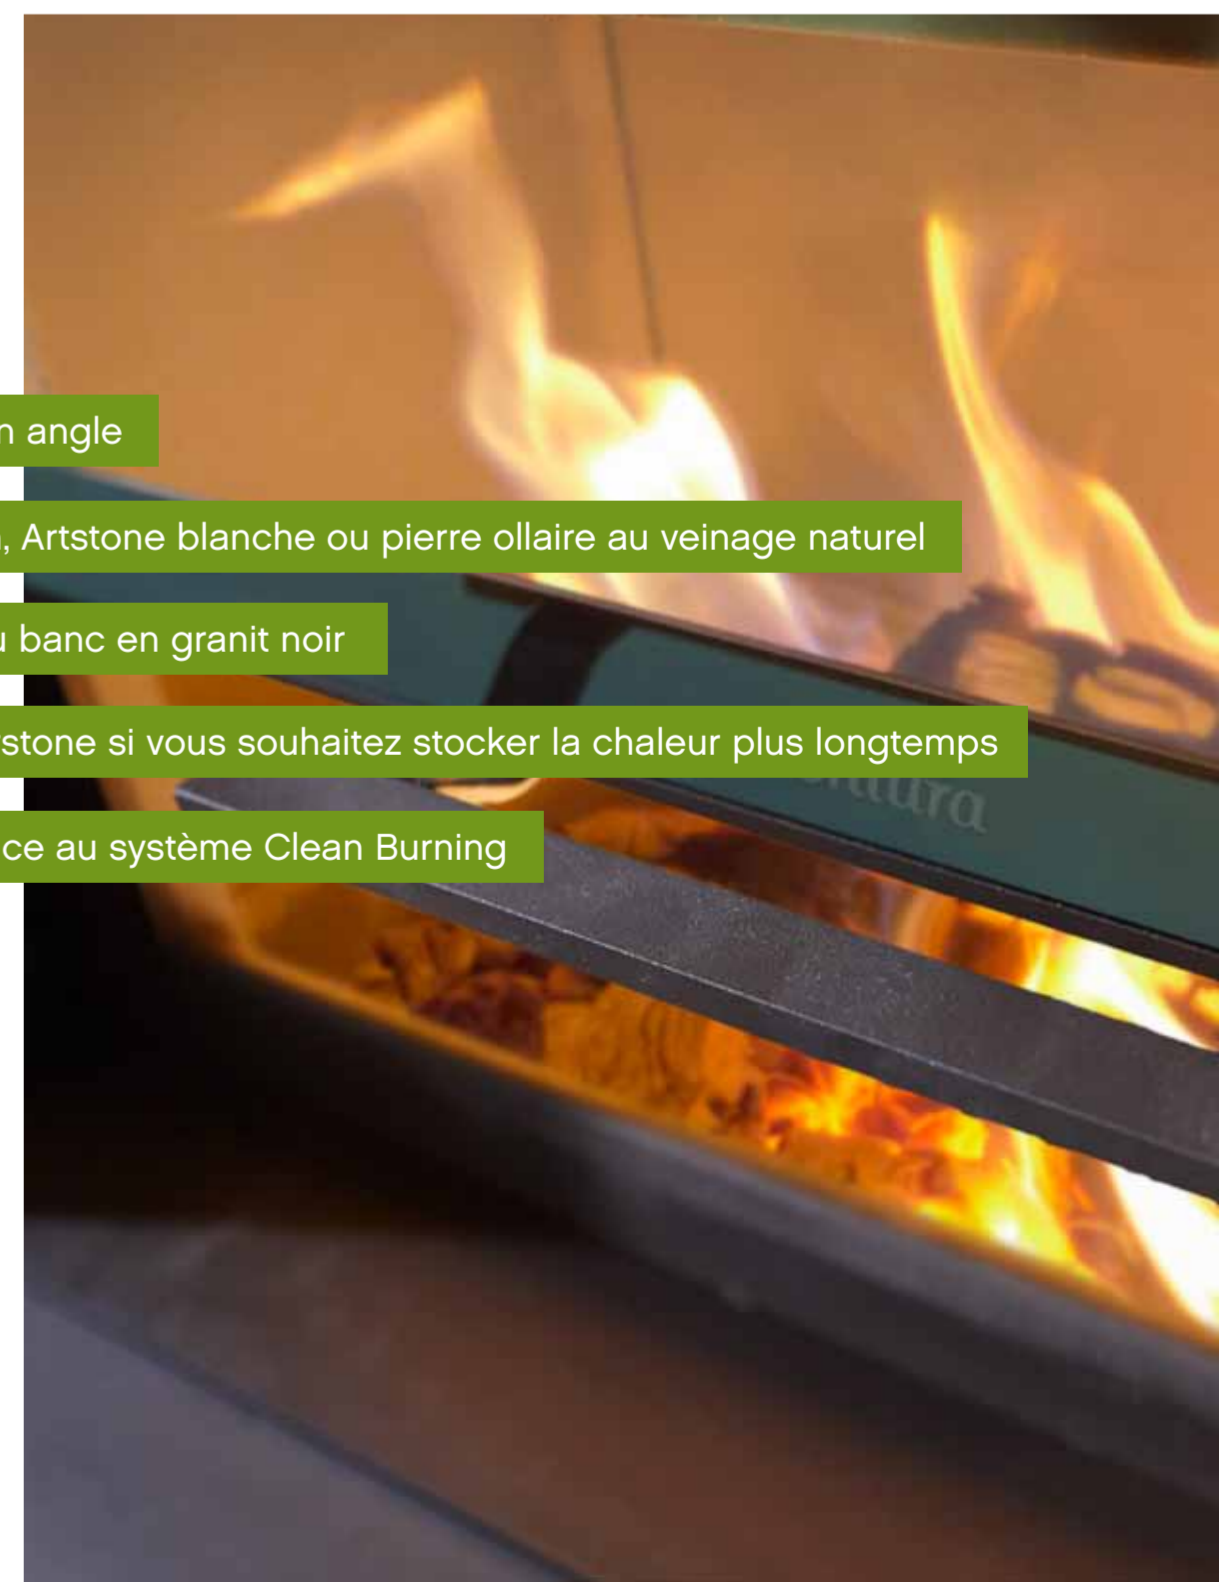 n angle
, Artstone blanche ou pierre ollaire au veinage naturel
banc en granit noir
stone si vous souhaitez stocker la chaleur plus longtemps
ce au système Clean Burning